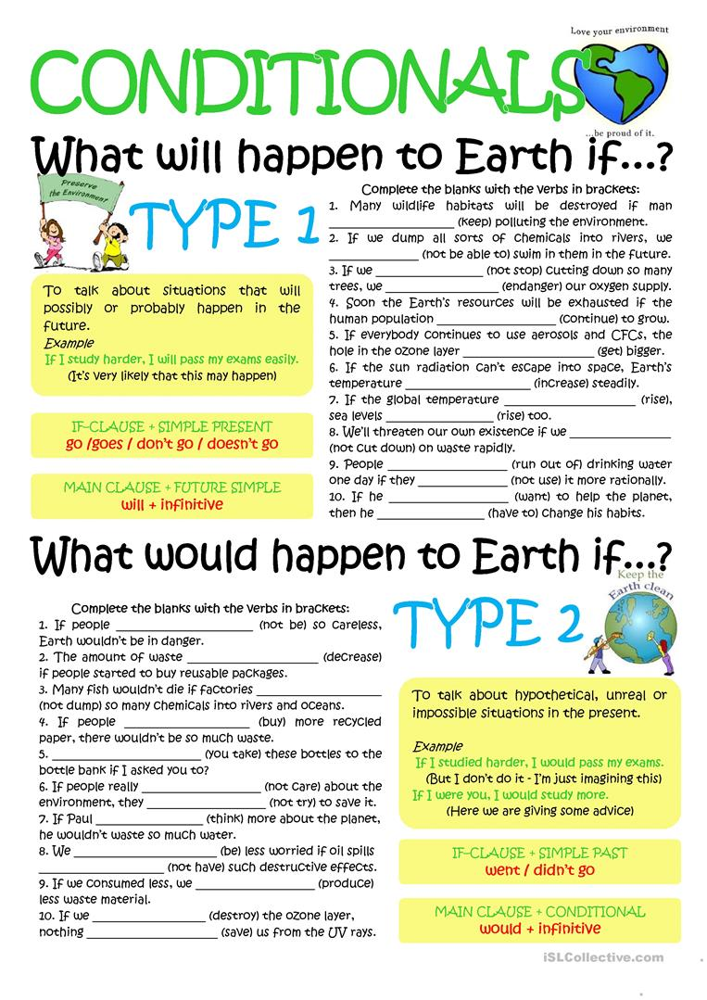 Love your environment
CONDITIONALS
...be proud of it.
What will happen to Earth if...?
Preserve
the Environment
TYPE 1
To talk about situations that will
possibly or probably happen in the
future.
Example
If I study harder, I will pass my exams easily.
(It's very likely that this may happen)
IF-CLAUSE + SIMPLE PRESENT
go /goes / don't go / doesn't go
MAIN CLAUSE + FUTURE SIMPLE
will + infinitive
Complete the blanks with the verbs in brackets:
1. Many wildlife habitats will be destroyed if man
____________________ (keep) polluting the environment.
2. If we dump all sorts of chemicals into rivers, we
______________ (not be able to) swim in them in the future.
3. If we _________________ (not stop) cutting down so many
trees, we __________________ (endanger) our oxygen supply.
4. Soon the Earth's resources will be exhausted if the
human population ___________________ (continue) to grow.
5. If everybody continues to use aerosols and CFCs, the
hole in the ozone layer _____________________ (get) bigger.
6. If the sun radiation can't escape into space, Earth's
temperature ____________________ (increase) steadily.
7. If the global temperature _____________________ (rise),
sea levels _________________ (rise) too.
8. We'll threaten our own existence if we ________________
(not cut down) on waste rapidly.
9. People ___________________ (run out of) drinking water
one day if they ______________ (not use) it more rationally.
10. If he ___________________ (want) to help the planet,
then he _________________ (have to) change his habits.
What would happen to Earth if...?
Keep the
Earth clean
TYPE 2
Complete the blanks with the verbs in brackets:
1. If people ______________________ (not be) so careless,
Earth wouldn't be in danger.
2. The amount of waste _____________________ (decrease)
if people started to buy reusable packages.
3. Many fish wouldn't die if factories ____________________
(not dump) so many chemicals into rivers and oceans.
4. If people ____________________ (buy) more recycled
paper, there wouldn't be so much waste.
5. ________________________ (you take) these bottles to the
bottle bank if I asked you to?
6. If people really ___________________ (not care) about the
environment, they ___________________ (not try) to save it.
7. If Paul _________________ (think) more about the planet,
he wouldn't waste so much water.
8. We _______________________ (be) less worried if oil spills
____________________ (not have) such destructive effects.
9. If we consumed less, we ___________________ (produce)
less waste material.
10. If we __________________ (destroy) the ozone layer,
nothing _____________________ (save) us from the UV rays.
To talk about hypothetical, unreal or
impossible situations in the present.
Example
If I studied harder, I would pass my exams.
(But I don't do it - I'm just imagining this)
If I were you, I would study more.
(Here we are giving some advice)
IF-CLAUSE + SIMPLE PAST
went / didn't go
MAIN CLAUSE + CONDITIONAL
would + infinitive
iSLCollective.com